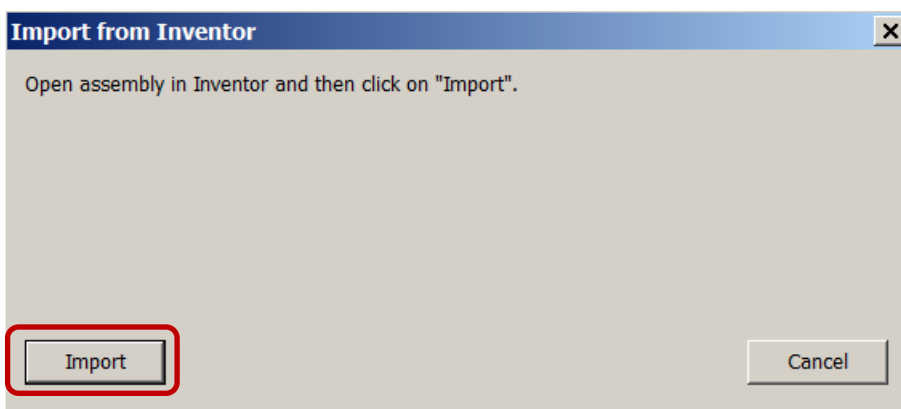 Import from Inventor
Open assembly in Inventor and then click on "Import".
Import
Cancel